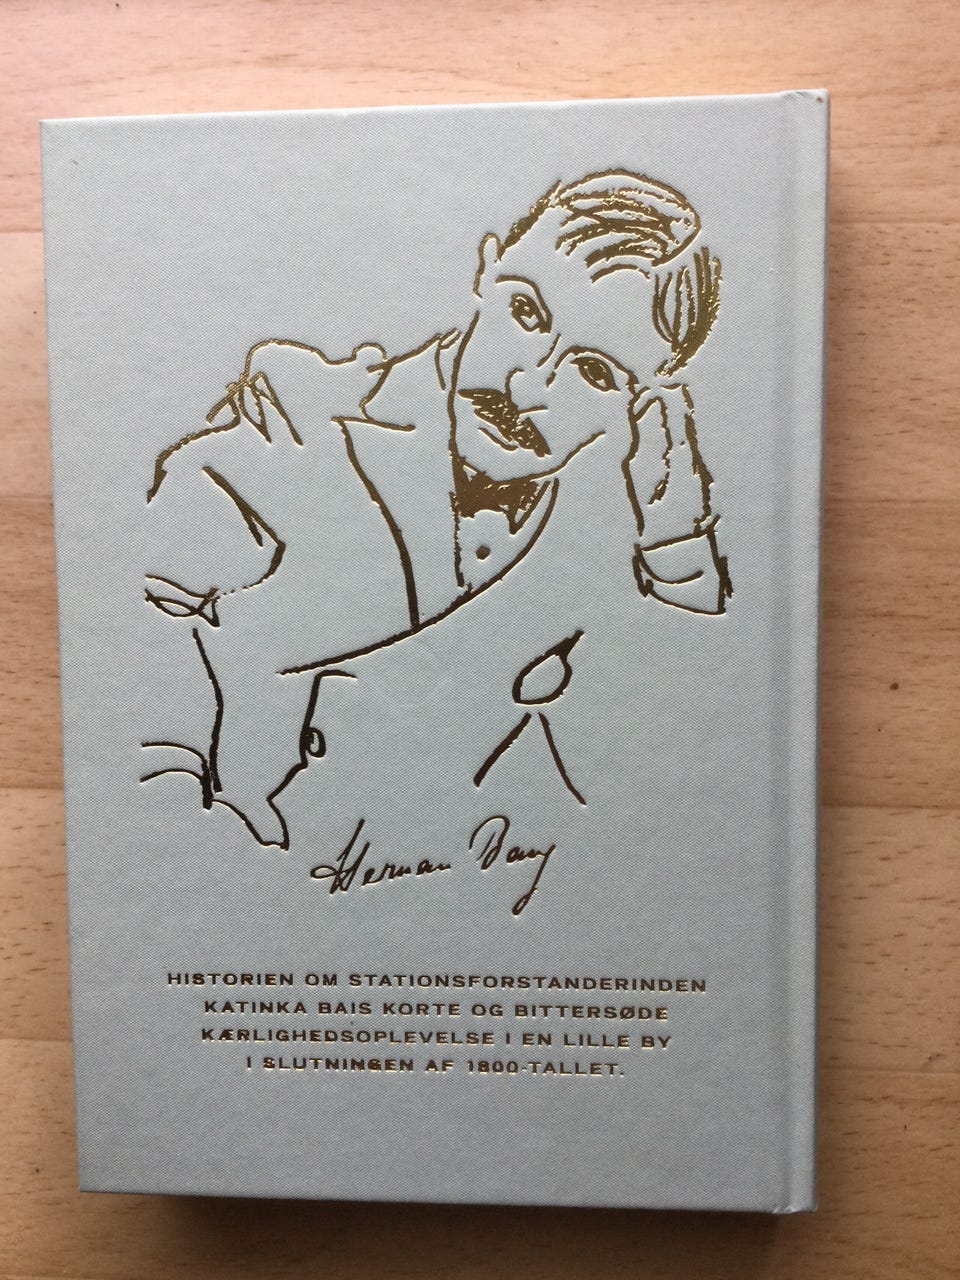 Herman Bang
HISTORIEN OM STATIONSFORSTANDERINDEN
KATINKA BAIS KORTE OG BITTERSØDE
KÆRLIGHEDSOPLEVELSE I EN LILLE BY
I SLUTNINGEN AF 1800-TALLET.